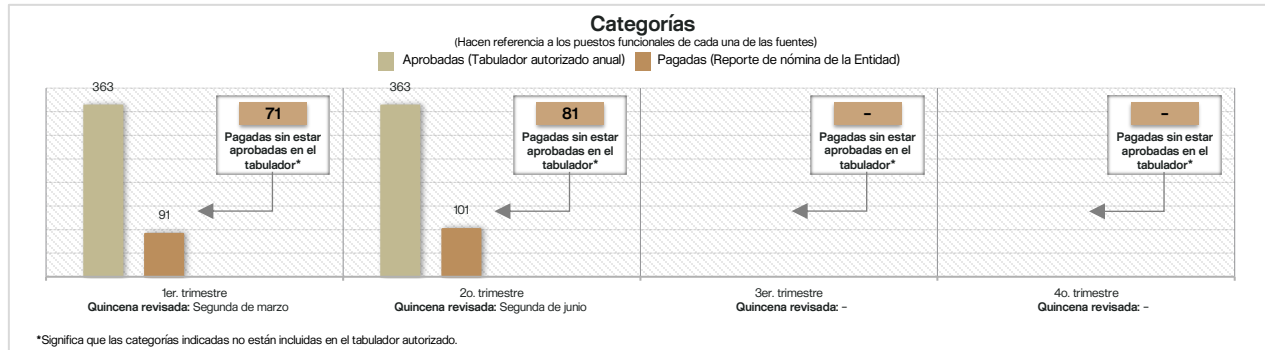 Categorías
(Hacen referencia a los puestos funcionales de cada una de las fuentes)
Aprobadas (Tabulador autorizado anual) Pagadas (Reporte de nómina de la Entidad)
363
91
71
Pagadas sin estar
aprobadas en el
tabulador*
363
101
81
Pagadas sin estar
aprobadas en el
tabulador*
–
Pagadas sin estar
aprobadas en el
tabulador*
–
Pagadas sin estar
aprobadas en el
tabulador*
1er. trimestre
Quincena revisada: Segunda de marzo
2o. trimestre
Quincena revisada: Segunda de junio
3er. trimestre
Quincena revisada: –
4o. trimestre
Quincena revisada: –
*Significa que las categorías indicadas no están incluidas en el tabulador autorizado.